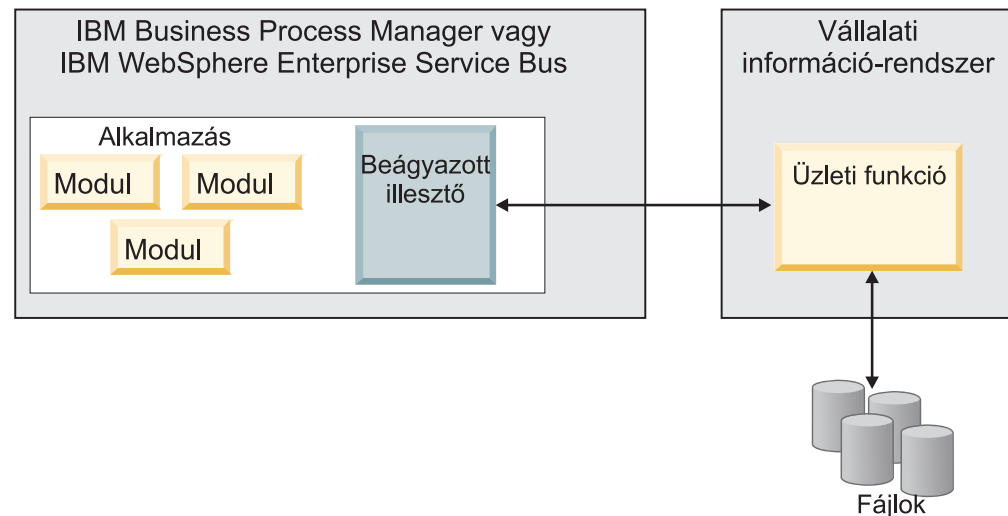 IBM Business Process Manager vagy
IBM WebSphere Enterprise Service Bus
Alkalmazás
Modul
Modul
Modul
Beágyazott
illesztő
Vállalati
információ-rendszer
Üzleti funkció
Fájlok